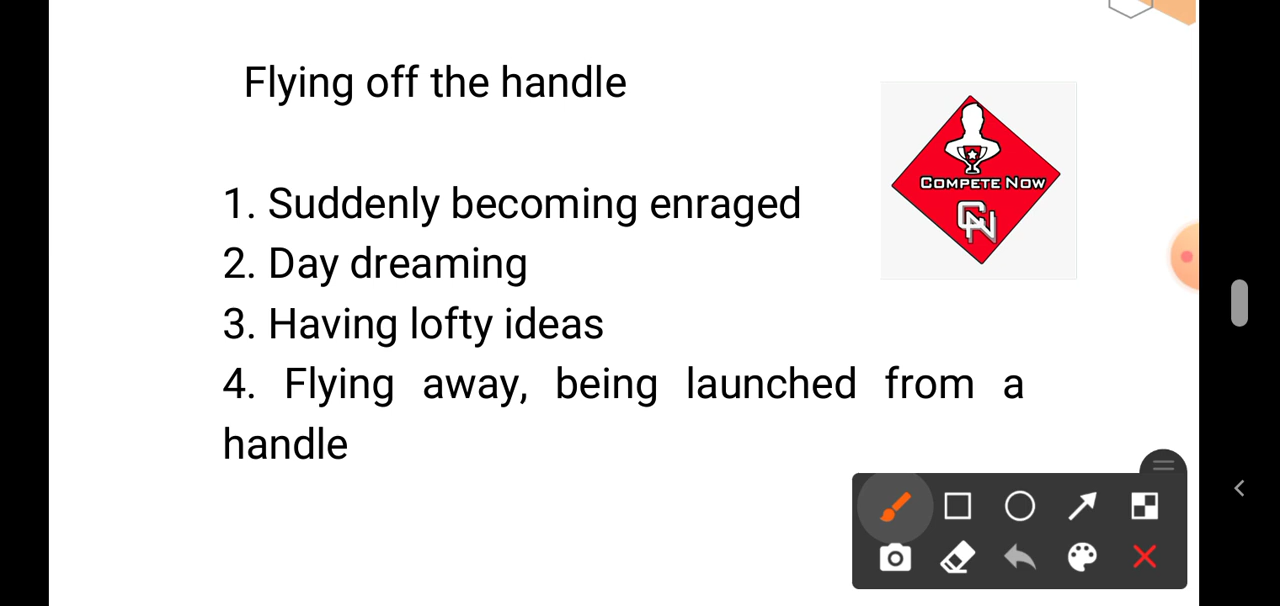 Flying off the handle
1. Suddenly becoming enraged
2. Day dreaming
3. Having lofty ideas
4. Flying away, being launched from a
handle
COMPETE NOW
CN